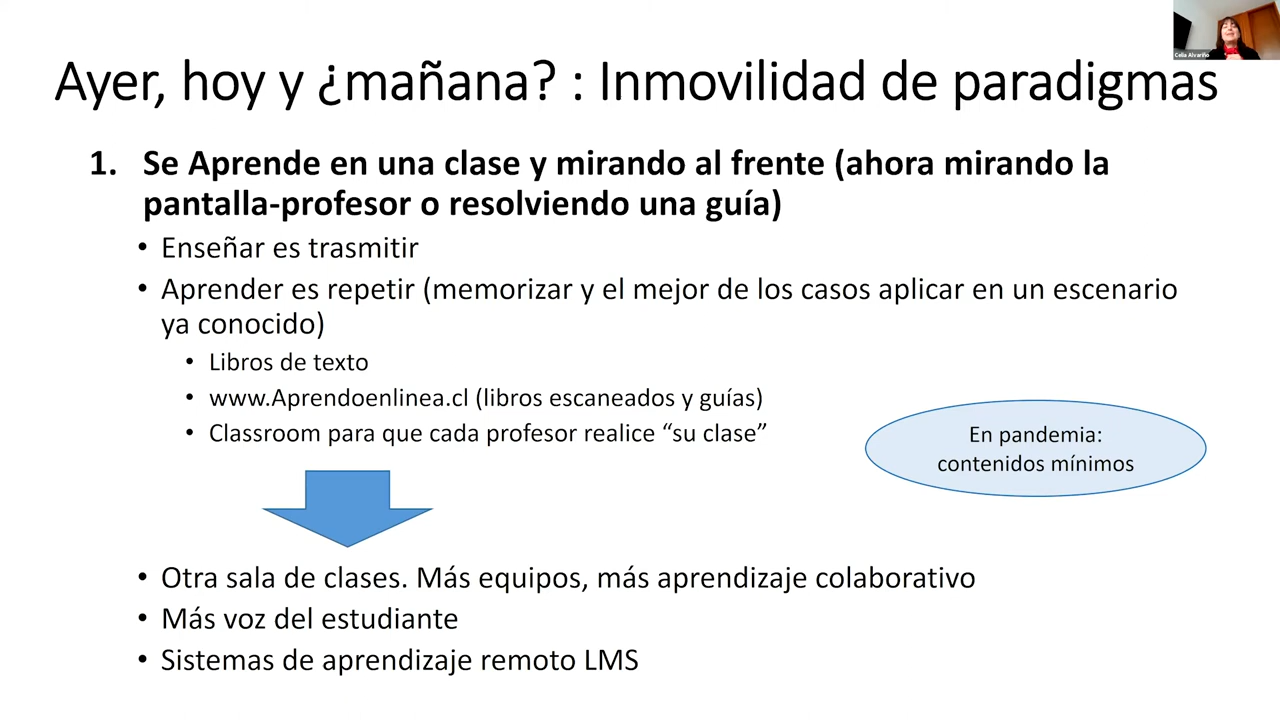 Celia Alvariño
Ayer, hoy y ¿mañana? : Inmovilidad de paradigmas
1. Se Aprende en una clase y mirando al frente (ahora mirando la
pantalla-profesor o resolviendo una guía)
• Enseñar es trasmitir
• Aprender es repetir (memorizar y el mejor de los casos aplicar en un escenario
ya conocido)
• Libros de texto
• www.Aprendoenlinea.cl (libros escaneados y guías)
• Classroom para que cada profesor realice “su clase”
En pandemia:
contenidos mínimos
• Otra sala de clases. Más equipos, más aprendizaje colaborativo
• Más voz del estudiante
• Sistemas de aprendizaje remoto LMS